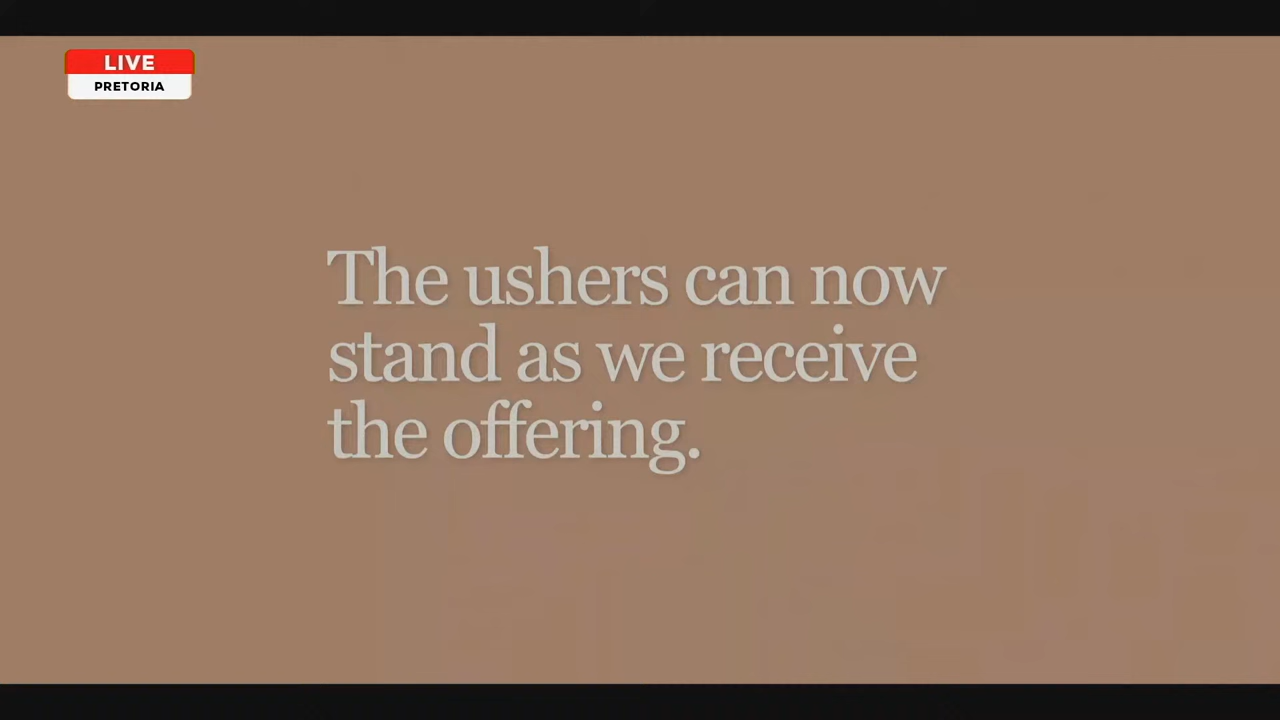 LIVE
PRETORIA
The ushers can now
stand as we receive
the offering.